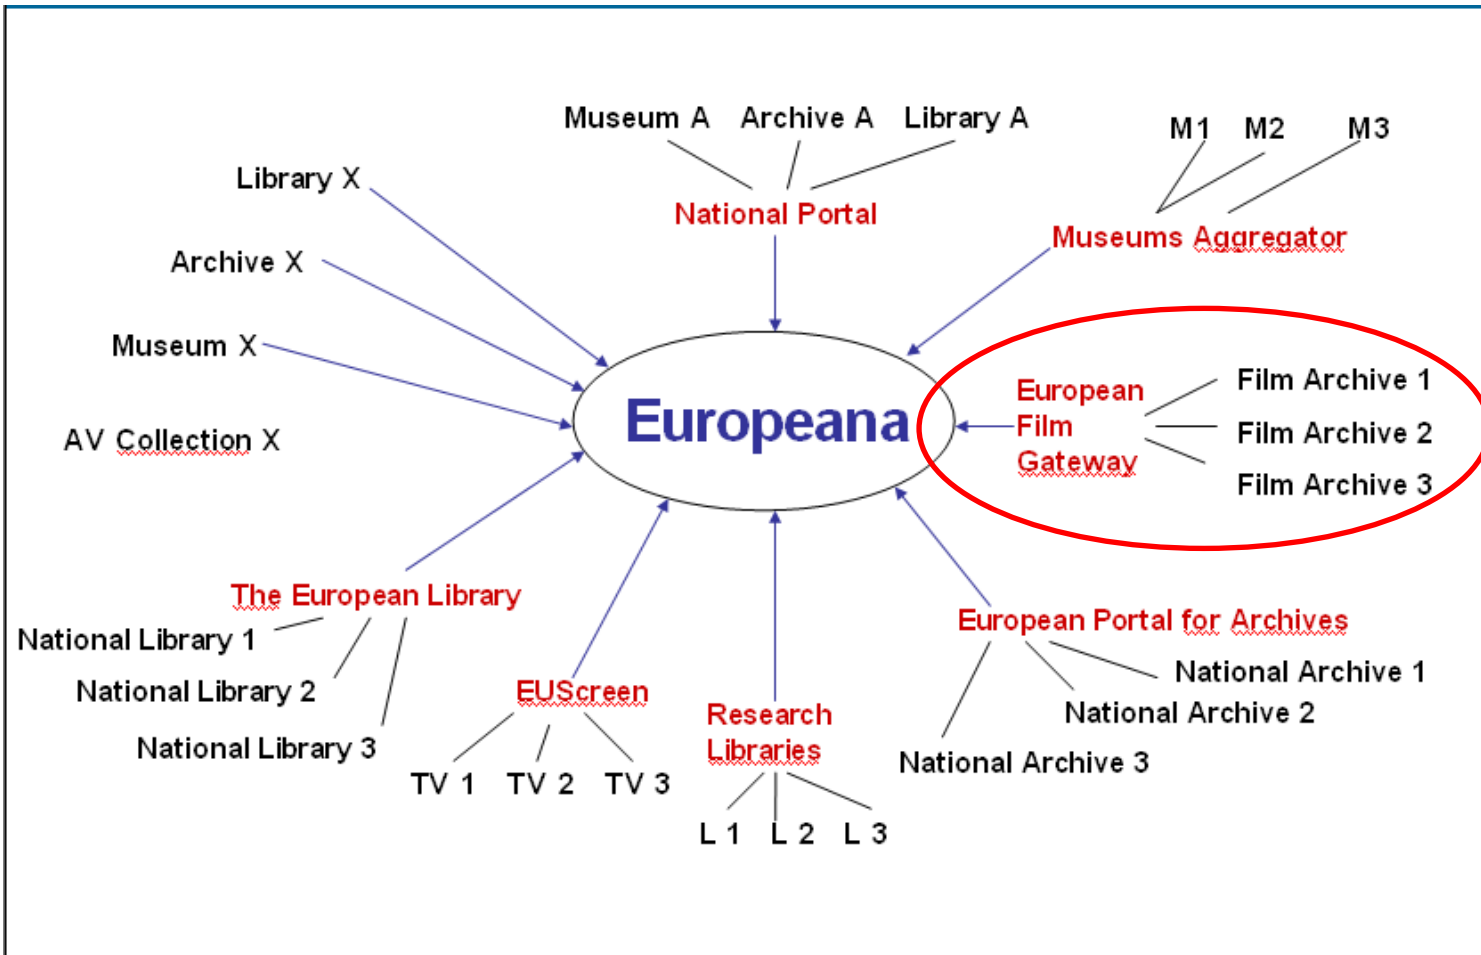 Museum A Archive A Library A
M1 M2 M3
Library X
National Portal
Museums Aggregator
Archive X
Museum X
AV Collection X
Europeana
European
Film
Gateway
Film Archive 1
Film Archive 2
Film Archive 3
The European Library
National Library 1
National Library 2
National Library 3
EUScreen
TV 1 TV 2 TV 3
Research
Libraries
L 1 L 2 L 3
European Portal for Archives
National Archive 1
National Archive 2
National Archive 3